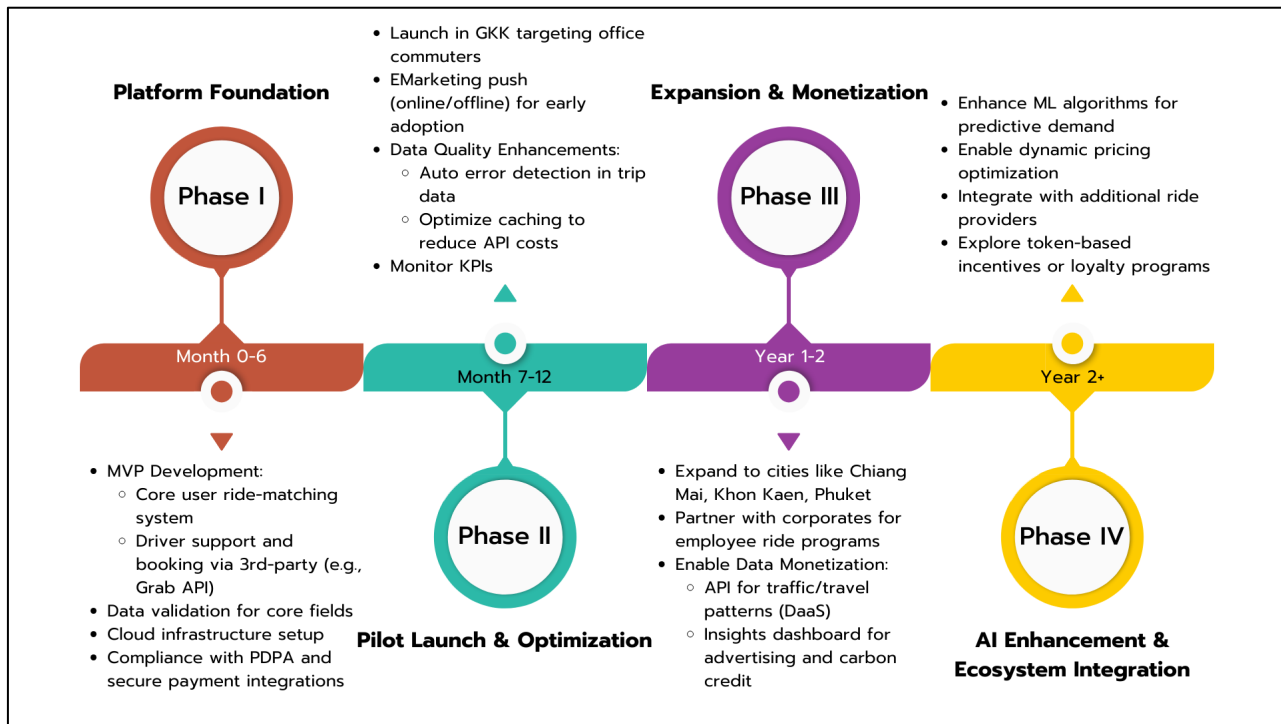 Platform Foundation
Phase I
Month 0-6
• MVP Development:
○ Core user ride-matching
system
○ Driver support and
booking via 3rd-party (e.g.,
Grab API)
• Data validation for core fields
• Cloud infrastructure setup
• Compliance with PDPA and
secure payment integrations
• Launch in GKK targeting office
commuters
• EMarketing push
(online/offline) for early
adoption
• Data Quality Enhancements:
○ Auto error detection in trip
data
○ Optimize caching to
reduce API costs
• Monitor KPIs
Month 7-12
Phase II
Pilot Launch & Optimization
Expansion & Monetization
Phase III
Year 1-2
• Expand to cities like Chiang
Mai, Khon Kaen, Phuket
• Partner with corporates for
employee ride programs
• Enable Data Monetization:
○ API for traffic/travel
patterns (DaaS)
○ Insights dashboard for
advertising and carbon
credit
• Enhance ML algorithms for
predictive demand
• Enable dynamic pricing
optimization
• Integrate with additional ride
providers
• Explore token-based
incentives or loyalty programs
Year 2+
Phase IV
AI Enhancement &
Ecosystem Integration